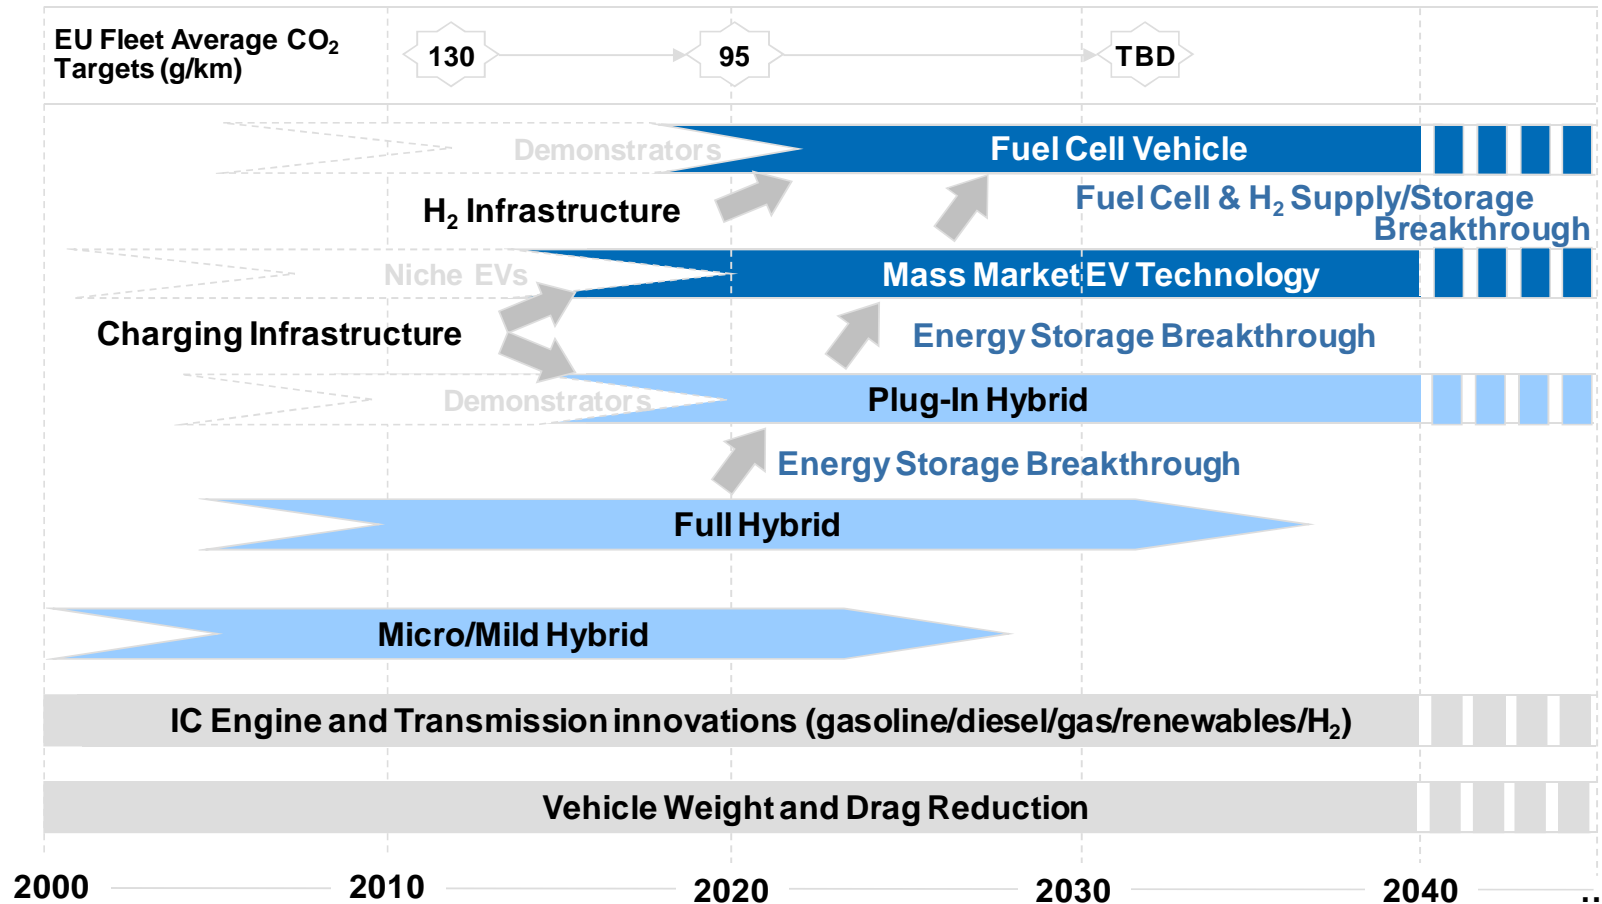 EU Fleet Average CO₂
Targets (g/km)
130
95
TBD
Demonstrators
Fuel Cell Vehicle
H₂ Infrastructure
Fuel Cell & H₂ Supply/Storage
Breakthrough
Niche EVs
Mass Market EV Technology
Charging Infrastructure
Energy Storage Breakthrough
Demonstrators
Plug-In Hybrid
Energy Storage Breakthrough
Full Hybrid
Micro/Mild Hybrid
IC Engine and Transmission innovations (gasoline/diesel/gas/renewables/H₂)
Vehicle Weight and Drag Reduction
2000
2010
2020
2030
2040
..